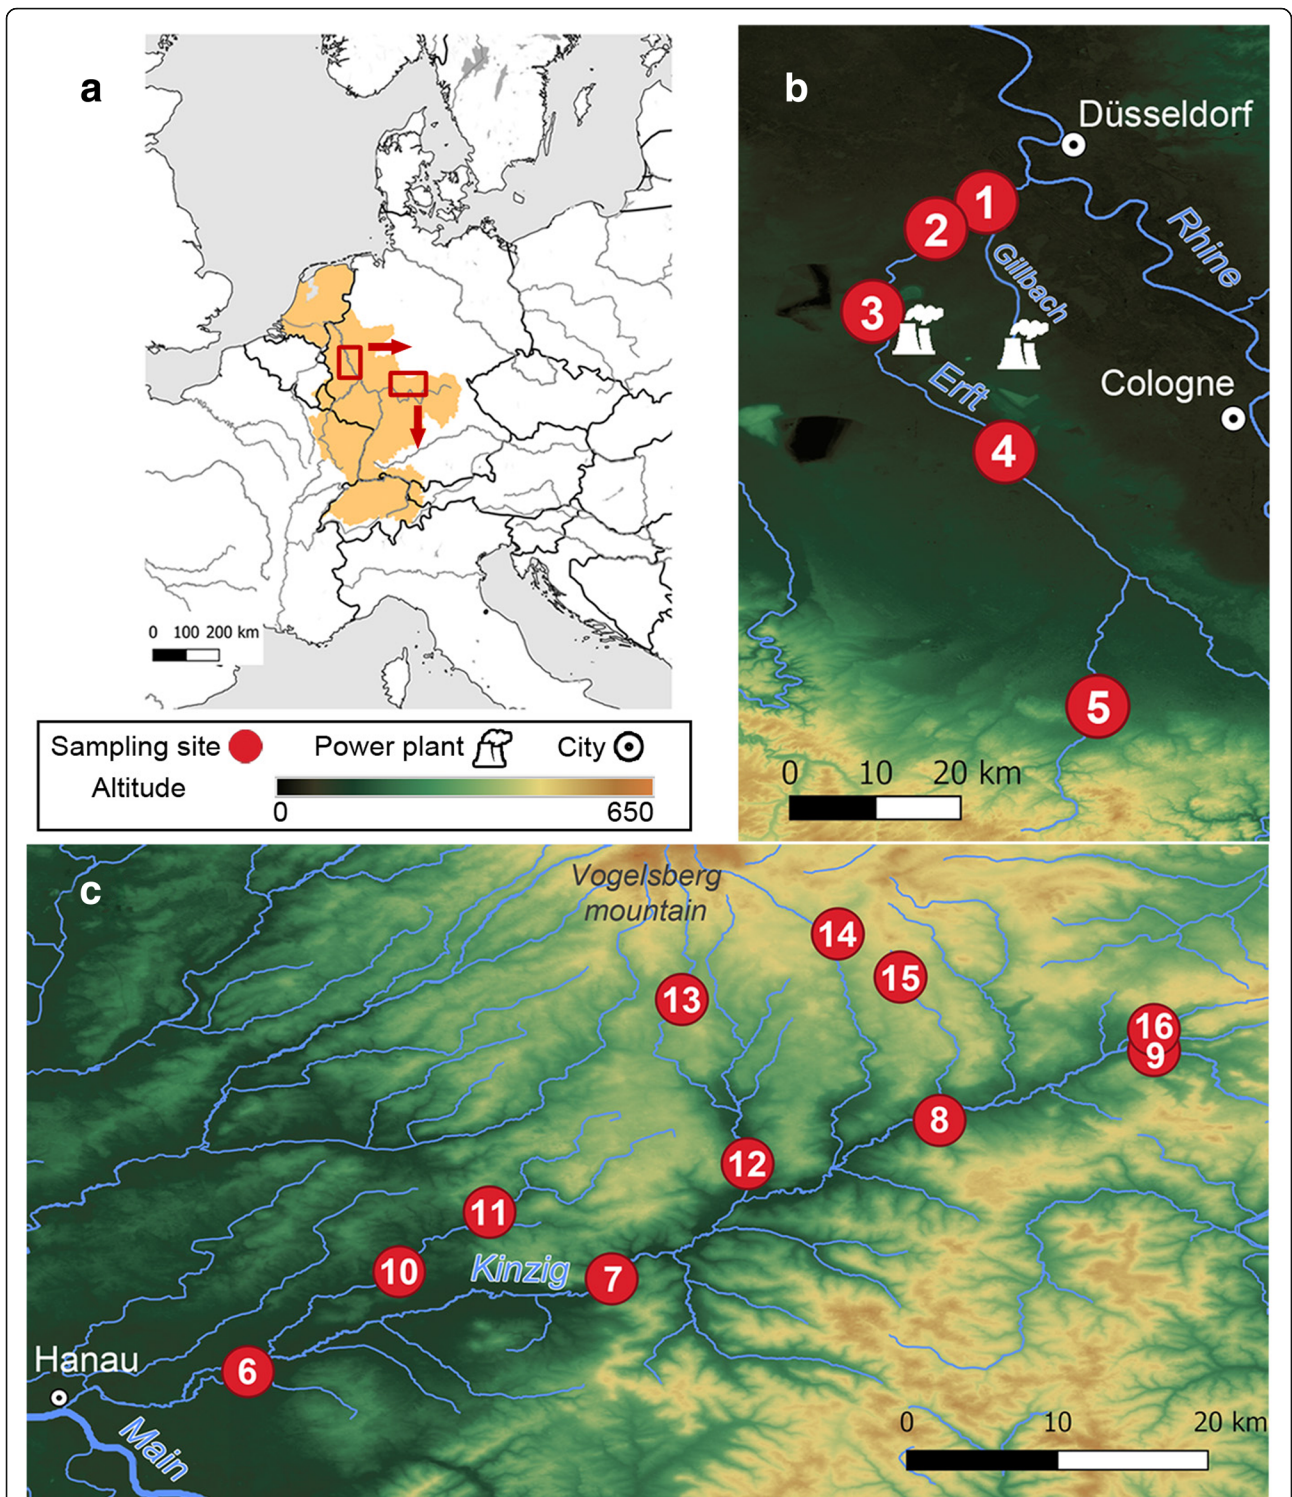 a
0 100 200 km
b
Düsseldorf
1
2
Rhine
Gillbach
3
Erft
Cologne
4
5
0 10 20 km
Sampling site
Power plant
City
Altitude
0 650
c
Vogelsberg
mountain
14
15
13
16
9
8
12
11
10
Kinzig
7
Hanau
6
Main
0 10 20 km